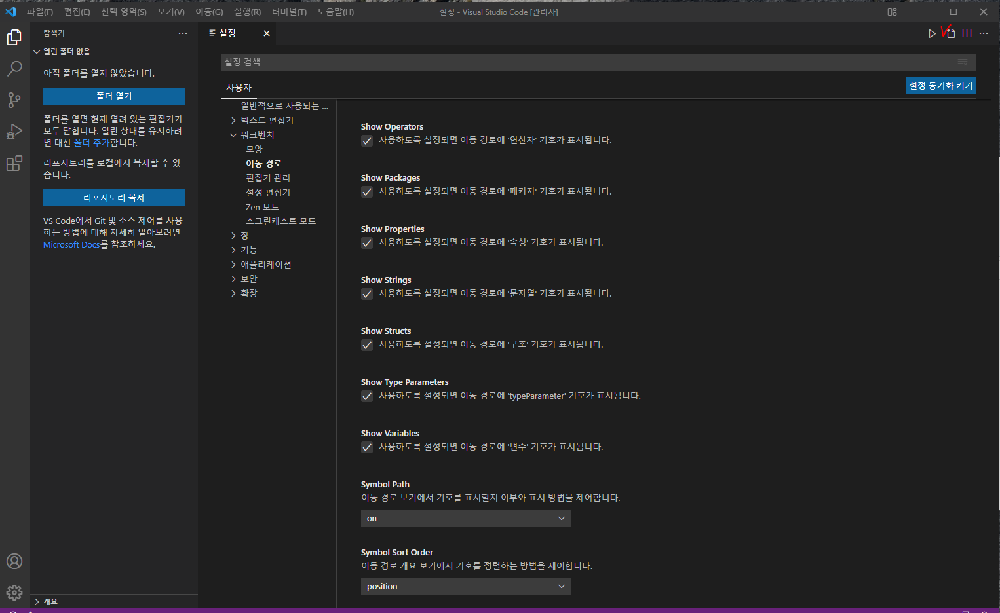 파일(F) 편집(E) 선택 영역(S) 보기(V) 이동(G) 실행(R) 터미널(T) 도움말(H)
설정 - Visual Studio Code [관리자]
탐색기
열린 폴더 없음
아직 폴더를 열지 않았습니다.
폴더 열기
폴더를 열면 현재 열려 있는 편집기가
모두 닫힙니다. 열린 상태를 유지하려
면 대신 폴더 추가합니다.
리포지토리를 로컬에서 복제할 수 있
습니다.
리포지토리 복제
VS Code에서 Git 및 소스 제어를 사용
하는 방법에 대해 자세히 알아보려면
Microsoft Docs를 참조하세요.
개요
설정
설정 검색
사용자
설정 동기화 켜기
일반적으로 사용되는 ...
텍스트 편집기
워크벤치
모양
이동 경로
편집기 관리
설정 편집기
Zen 모드
스크린캐스트 모드
창
기능
애플리케이션
보안
확장
Show Operators
사용하도록 설정되면 이동 경로에 '연산자' 기호가 표시됩니다.
Show Packages
사용하도록 설정되면 이동 경로에 '패키지' 기호가 표시됩니다.
Show Properties
사용하도록 설정되면 이동 경로에 '속성' 기호가 표시됩니다.
Show Strings
사용하도록 설정되면 이동 경로에 '문자열' 기호가 표시됩니다.
Show Structs
사용하도록 설정되면 이동 경로에 '구조' 기호가 표시됩니다.
Show Type Parameters
사용하도록 설정되면 이동 경로에 'typeParameter' 기호가 표시됩니다.
Show Variables
사용하도록 설정되면 이동 경로에 '변수' 기호가 표시됩니다.
Symbol Path
이동 경로 보기에서 기호를 표시할지 여부와 표시 방법을 제어합니다.
on
Symbol Sort Order
이동 경로 개요 보기에서 기호를 정렬하는 방법을 제어합니다.
position